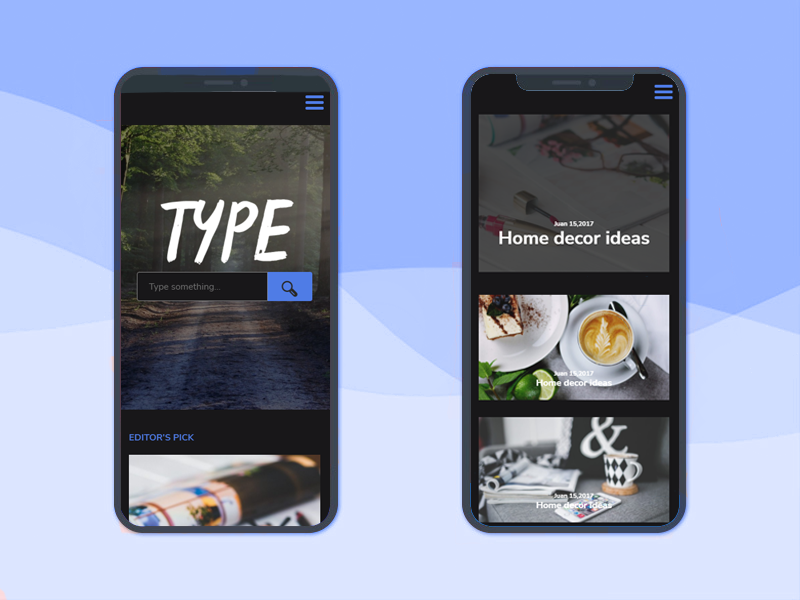 TYPE
Type something...
EDITOR'S PICK
Juan 15,2017
Home decor ideas
Juan 15,2017
Home decor ideas
&
Juan 15,2017
Home decor ideas